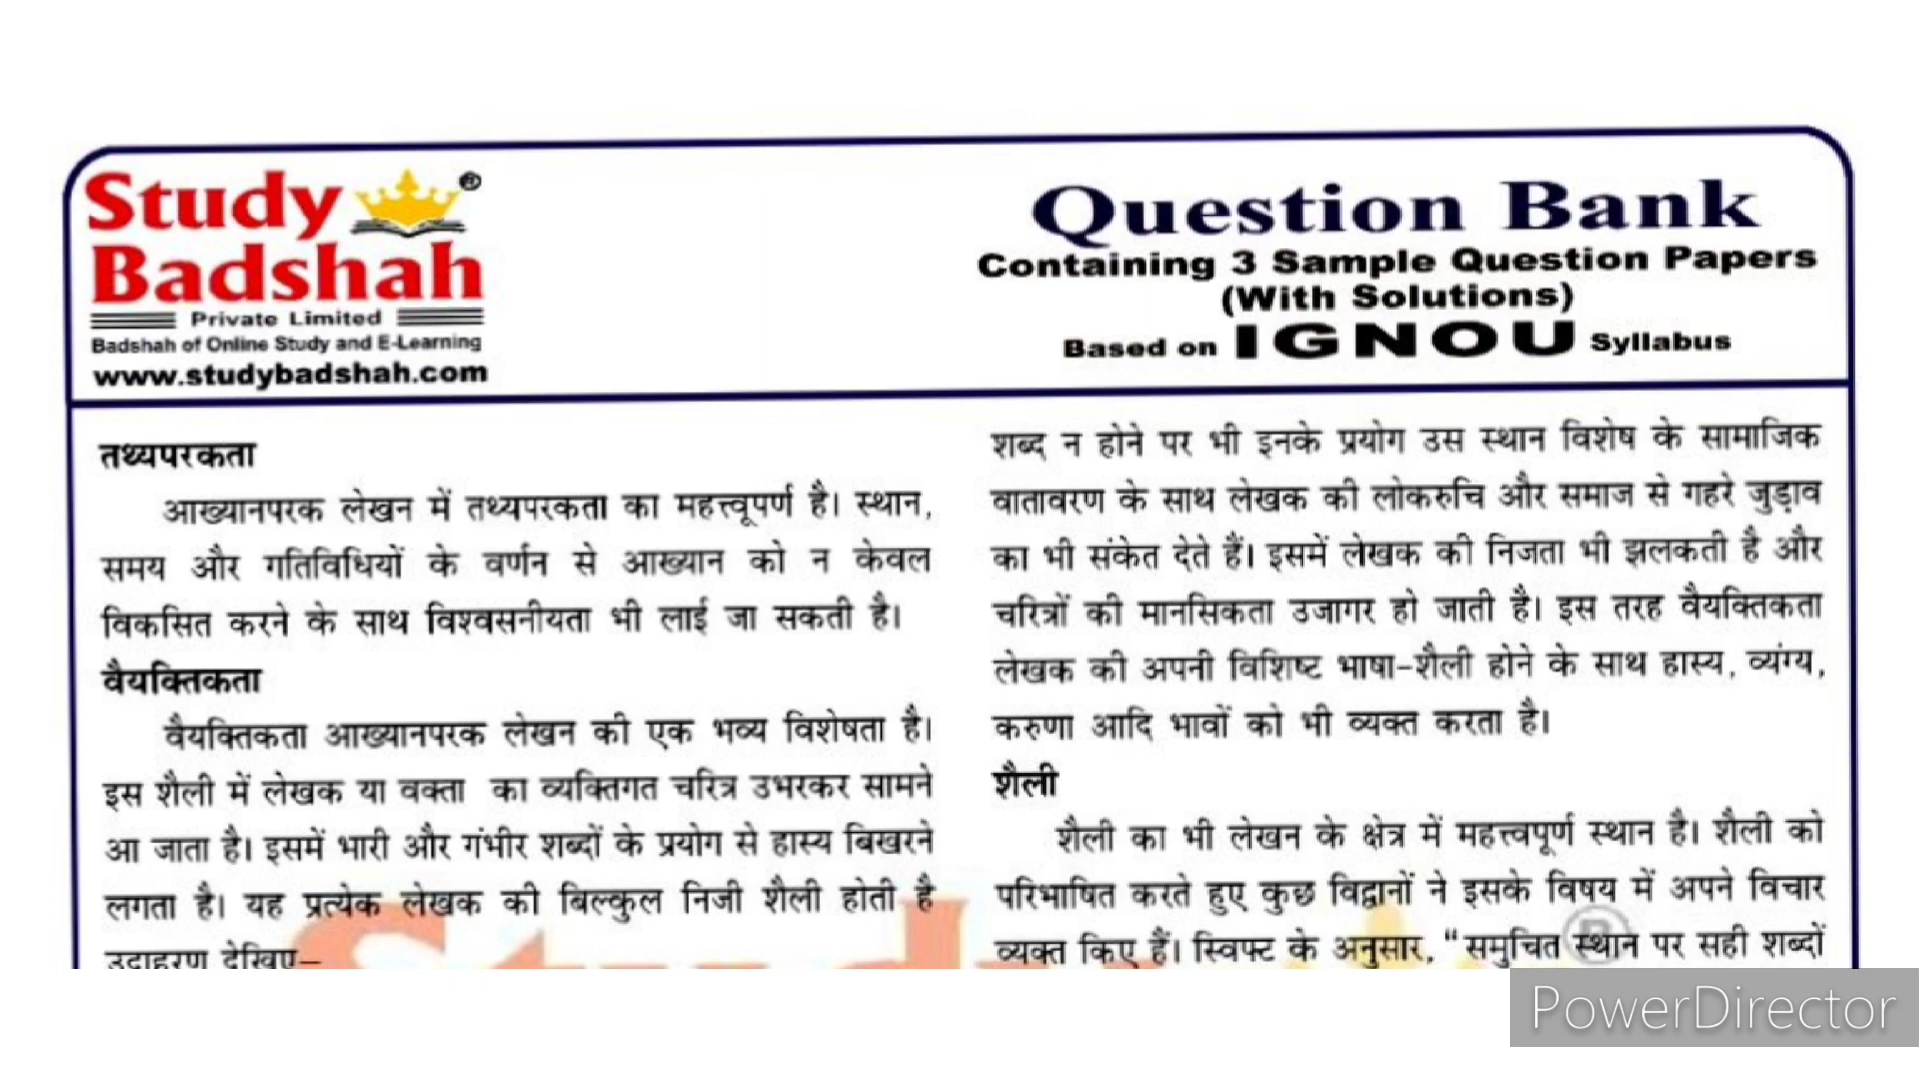 Study
Badshah
®
Private Limited
Badshah of Online Study and E-Learning
www.studybadshah.com
Question Bank
Containing 3 Sample Question Papers
(With Solutions)
Based on IGNOU Syllabus
तथ्यपरकता
आख्यानपरक लेखन में तथ्यपरकता का महत्त्वूपर्ण है। स्थान,
समय और गतिविधियों के वर्णन से आख्यान को न केवल
विकसित करने के साथ विश्वसनीयता भी लाई जा सकती है।
वैयक्तिकता
वैयक्तिकता आख्यानपरक लेखन की एक भव्य विशेषता है।
इस शैली में लेखक या वक्ता का व्यक्तिगत चरित्र उभरकर सामने
आ जाता है। इसमें भारी और गंभीर शब्दों के प्रयोग से हास्य बिखरने
लगता है। यह प्रत्येक लेखक की बिल्कुल निजी शैली होती है
उदाहरण देखिए–
शब्द न होने पर भी इनके प्रयोग उस स्थान विशेष के सामाजिक
वातावरण के साथ लेखक की लोकरुचि और समाज से गहरे जुड़ाव
का भी संकेत देते हैं। इसमें लेखक की निजता भी झलकती है और
चरित्रों की मानसिकता उजागर हो जाती है। इस तरह वैयक्तिकता
लेखक की अपनी विशिष्ट भाषा-शैली होने के साथ हास्य, व्यंग्य,
करुणा आदि भावों को भी व्यक्त करता है।
शैली
शैली का भी लेखन के क्षेत्र में महत्त्वपूर्ण स्थान है। शैली को
परिभाषित करते हुए कुछ विद्वानों ने इसके विषय में अपने विचार
व्यक्त किए हैं। स्विफ्ट के अनुसार, "समुचित स्थान पर सही शब्दों
PowerDirector